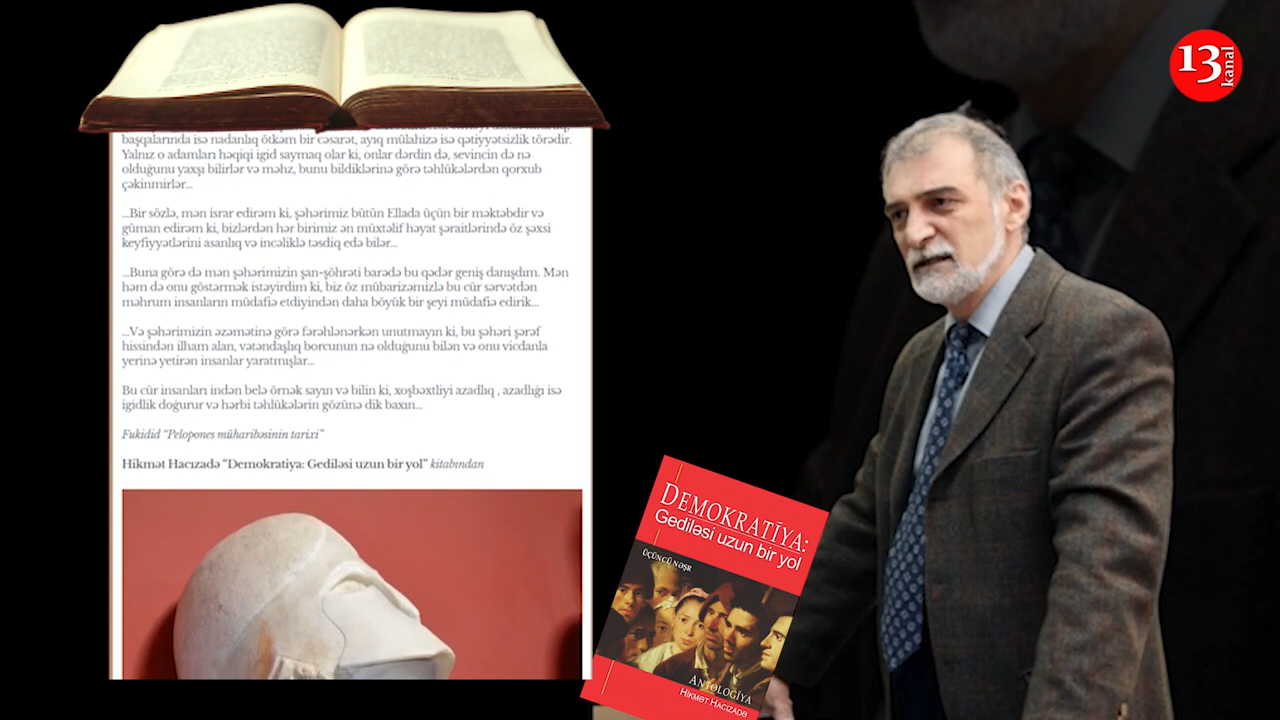 başqalarında isə nadanlıq ötkəm bir cəsarət, ayıq mülahizə isə qətiyyətsizlik törədir.
Yalnız o adamları həqiqi igid saymaq olar ki, onlar dərdin də, sevincin də nə
olduğunu yaxşı bilirlər və məhz, bunu bildiklərinə görə təhlükələrdən qorxub
çəkinmirlər...
...Bir sözlə, mən israr edirəm ki, şəhərimiz bütün Ellada üçün bir məktəbdir və
güman edirəm ki, bizlərdən hər birimiz ən müxtəlif həyat şəraitlərində öz şəxsi
keyfiyyətlərini asanlıq və incəliklə təsdiq edə bilər...
...Buna görə də mən şəhərimizin şan-şöhrəti barədə bu qədər geniş danışdım. Mən
həm də onu göstərmək istəyirdim ki, biz öz mübarizəmizlə bu cür sərvətdən
məhrum insanların müdafiə etdiyindən daha böyük bir şeyi müdafiə edirik...
...Və şəhərimizin əzəmətinə görə fərəhlənərkən unutmayın ki, bu şəhəri şərəf
hissindən ilham alan, vətəndaşlıq borcunun nə olduğunu bilən və onu vicdanla
yerinə yetirən insanlar yaratmışlar...
Bu cür insanları indən belə örnək sayın və bilin ki, xoşbəxtliyi azadlıq , azadlığı isə
igidlik doğurur və hərbi təhlükələrin gözünə dik baxın...
Fukidid “Pelopones müharibəsinin tarixi”
Hikmət Hacızadə “Demokratiya: Gediləsi uzun bir yol” kitabından
DEMOKRATİYA:
Gediləsi uzun bir yol
ÜÇÜNCÜ NƏŞR
ANTOLOGİYA
HİKMƏT HACIZADƏ
13 kanal